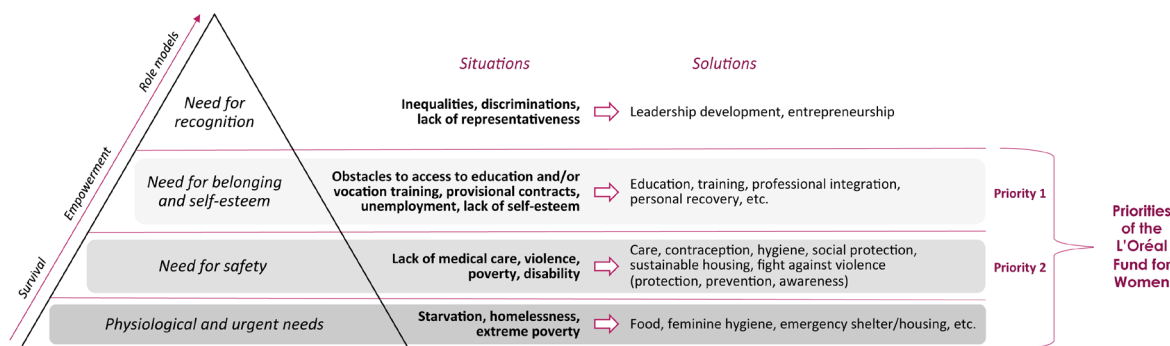 Role models
Empowerment
Survival
Situations
Solutions
Need for
recognition
Inequalities, discriminations,
lack of representativeness
Leadership development, entrepreneurship
Need for belonging
and self-esteem
Obstacles to access to education and/or
vocation training, provisional contracts,
unemployment, lack of self-esteem
Education, training, professional integration,
personal recovery, etc.
Priority 1
Need for safety
Lack of medical care, violence,
poverty, disability
Care, contraception, hygiene, social protection,
sustainable housing, fight against violence
(protection, prevention, awareness)
Priority 2
Physiological and urgent needs
Starvation, homelessness,
extreme poverty
Food, feminine hygiene, emergency shelter/housing, etc.
Priorities
of the
L'Oréal
Fund for
Women